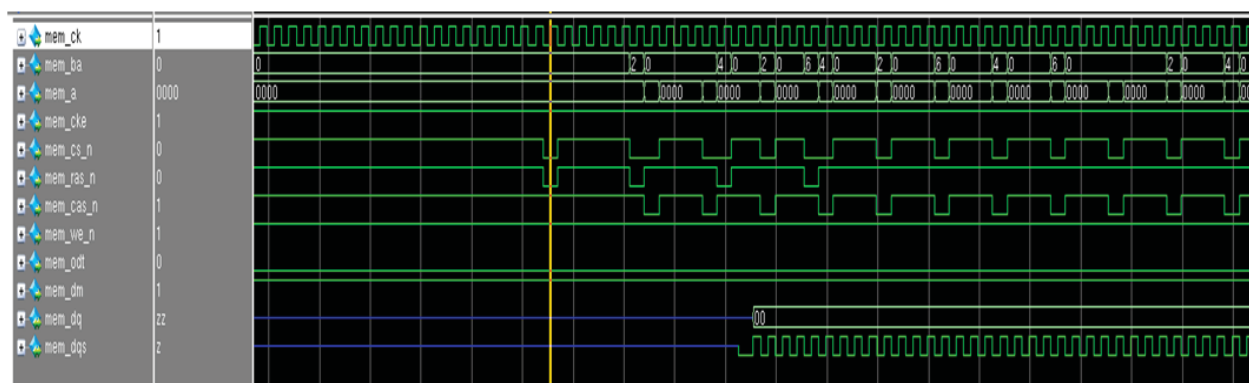 mem_ck 1
mem_ba 0 0 2 0 4 0 2 0 6 4 0 2 0 6 0 4 0 6 0 2 0 4 0
mem_a 0000 0000 0000 0000 0000 0000 0000 0000 0000 0000 0000 0000 00
mem_cke 1
mem_cs_n 0
mem_ras_n 0
mem_cas_n 1
mem_we_n 1
mem_odt 0
mem_dm 1
mem_dq zz 00
mem_dqs z